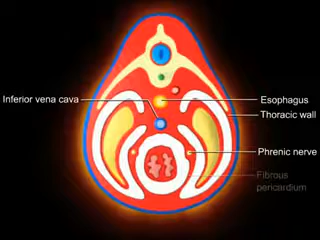 Inferior vena cava
Esophagus
Thoracic wall
Phrenic nerve
Fibrous
pericardium